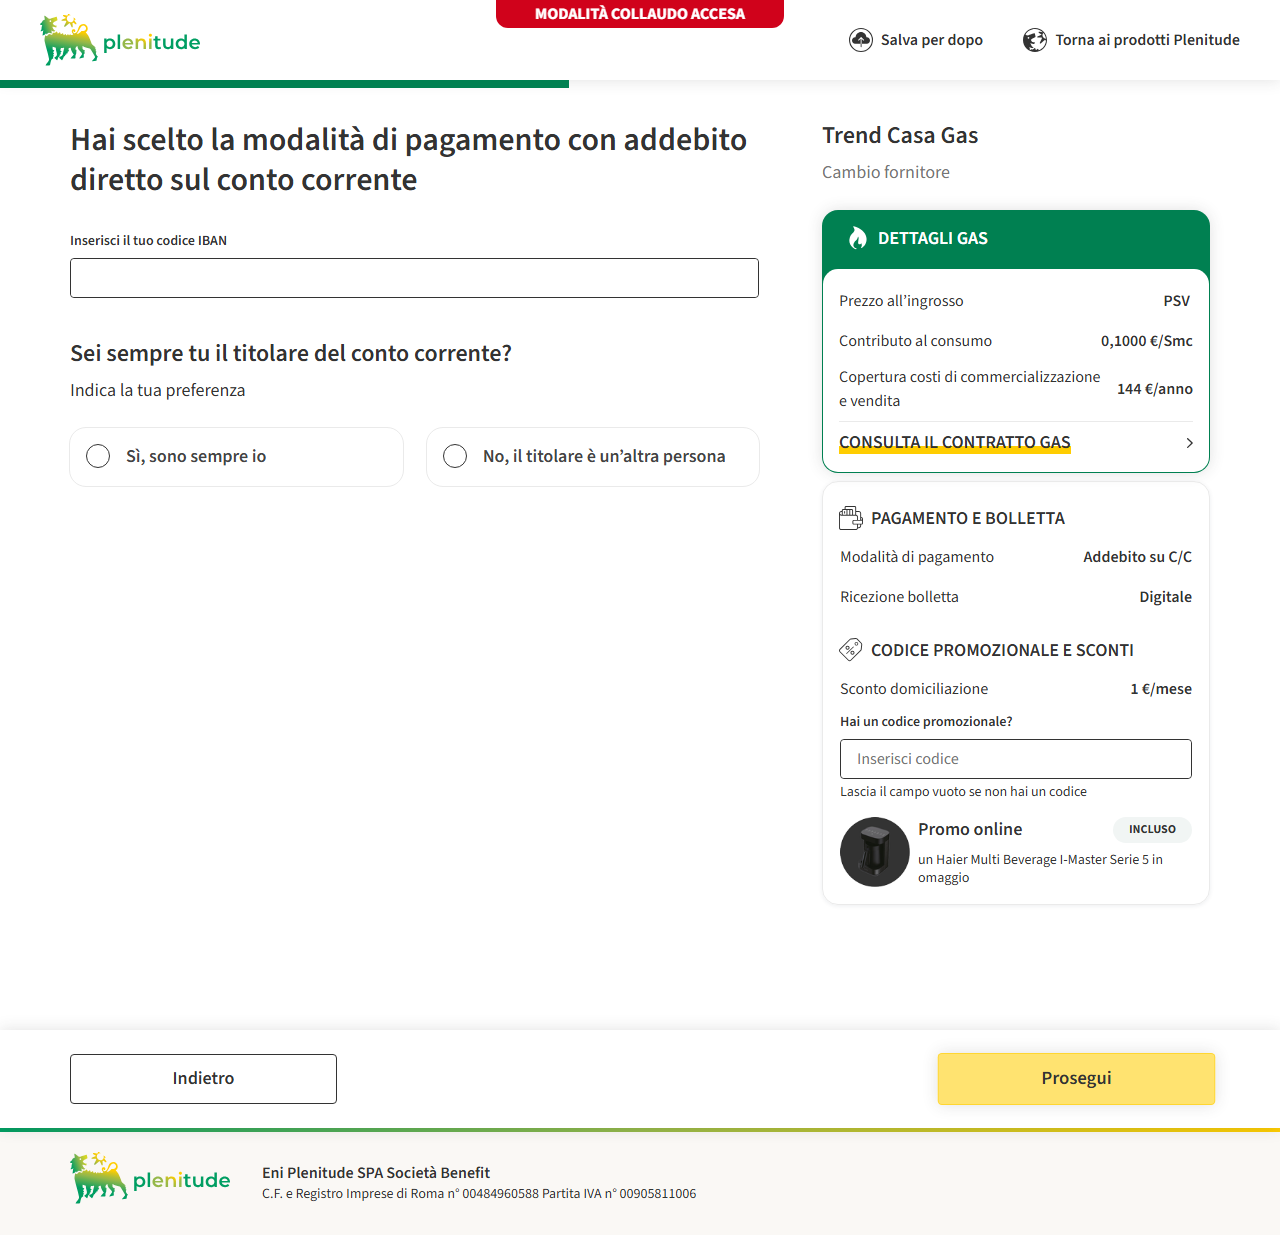 MODALITÀ COLLAUDO ACCESA
plenitude
Salva per dopo
Torna ai prodotti Plenitude
Hai scelto la modalità di pagamento con addebito
diretto sul conto corrente
Inserisci il tuo codice IBAN
Sei sempre tu il titolare del conto corrente?
Indica la tua preferenza
Sì, sono sempre io
No, il titolare è un’altra persona
Trend Casa Gas
Cambio fornitore
DETTAGLI GAS
Prezzo all’ingrosso PSV
Contributo al consumo 0,1000 €/Smc
Copertura costi di commercializzazione
e vendita 144 €/anno
CONSULTA IL CONTRATTO GAS
PAGAMENTO E BOLLETTA
Modalità di pagamento Addebito su C/C
Ricezione bolletta Digitale
CODICE PROMOZIONALE E SCONTI
Sconto domiciliazione 1 €/mese
Hai un codice promozionale?
Inserisci codice
Lascia il campo vuoto se non hai un codice
Promo online INCLUSO
un Haier Multi Beverage I-Master Serie 5 in
omaggio
Indietro
Prosegui
plenitude
Eni Plenitude SPA Società Benefit
C.F. e Registro Imprese di Roma n° 00484960588 Partita IVA n° 00905811006